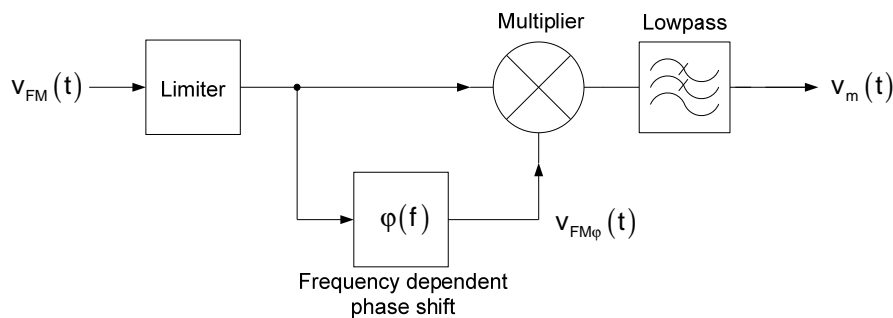 Multiplier
Lowpass
v_FM(t)
Limiter
v_m(t)
φ(f)
v_FMφ(t)
Frequency dependent
phase shift